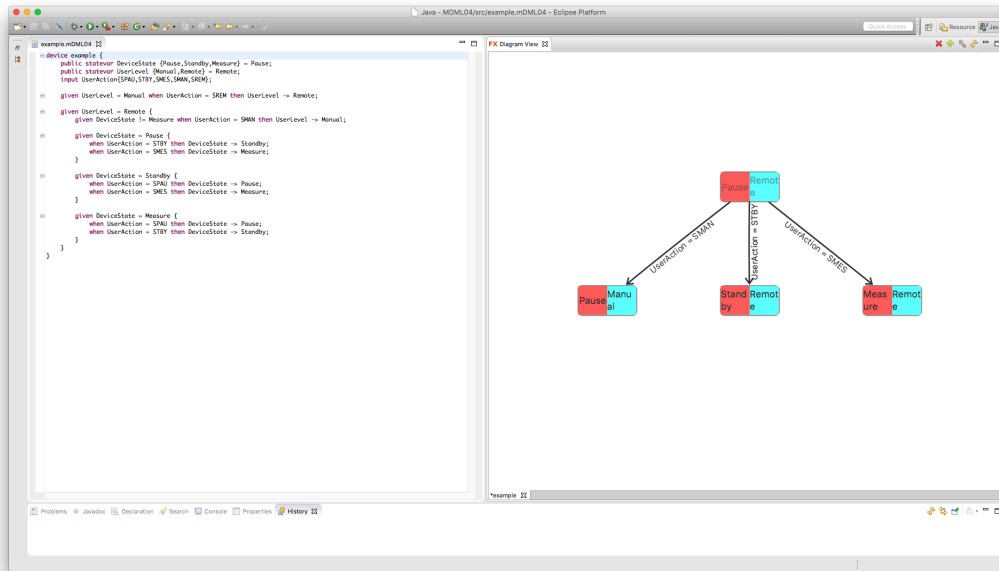 Java - MDML04/src/example.mDML04 - Eclipse Platform
Quick Access
Resource
Java
example.mDML04
FX Diagram View
device example {
public statevar DeviceState {Pause,Standby,Measure} = Pause;
public statevar UserLevel {Manual,Remote} = Remote;
input UserAction{SPAU,STBY,SMES,SMAN,SREM};
given UserLevel = Manual when UserAction = SREM then UserLevel -> Remote;
given UserLevel = Remote {
given DeviceState != Measure when UserAction = SMAN then UserLevel -> Manual;
given DeviceState = Pause {
when UserAction = STBY then DeviceState -> Standby;
when UserAction = SMES then DeviceState -> Measure;
}
given DeviceState = Standby {
when UserAction = SPAU then DeviceState -> Pause;
when UserAction = SMES then DeviceState -> Measure;
}
given DeviceState = Measure {
when UserAction = SPAU then DeviceState -> Pause;
when UserAction = STBY then DeviceState -> Standby;
}
}
}
Pause
Remot
e
UserAction = SMAN
UserAction = STBY
UserAction = SMES
Pause
Manu
al
Stand
by
Remot
e
Meas
ure
Remot
e
*example
Problems
Javadoc
Declaration
Search
Console
Properties
History